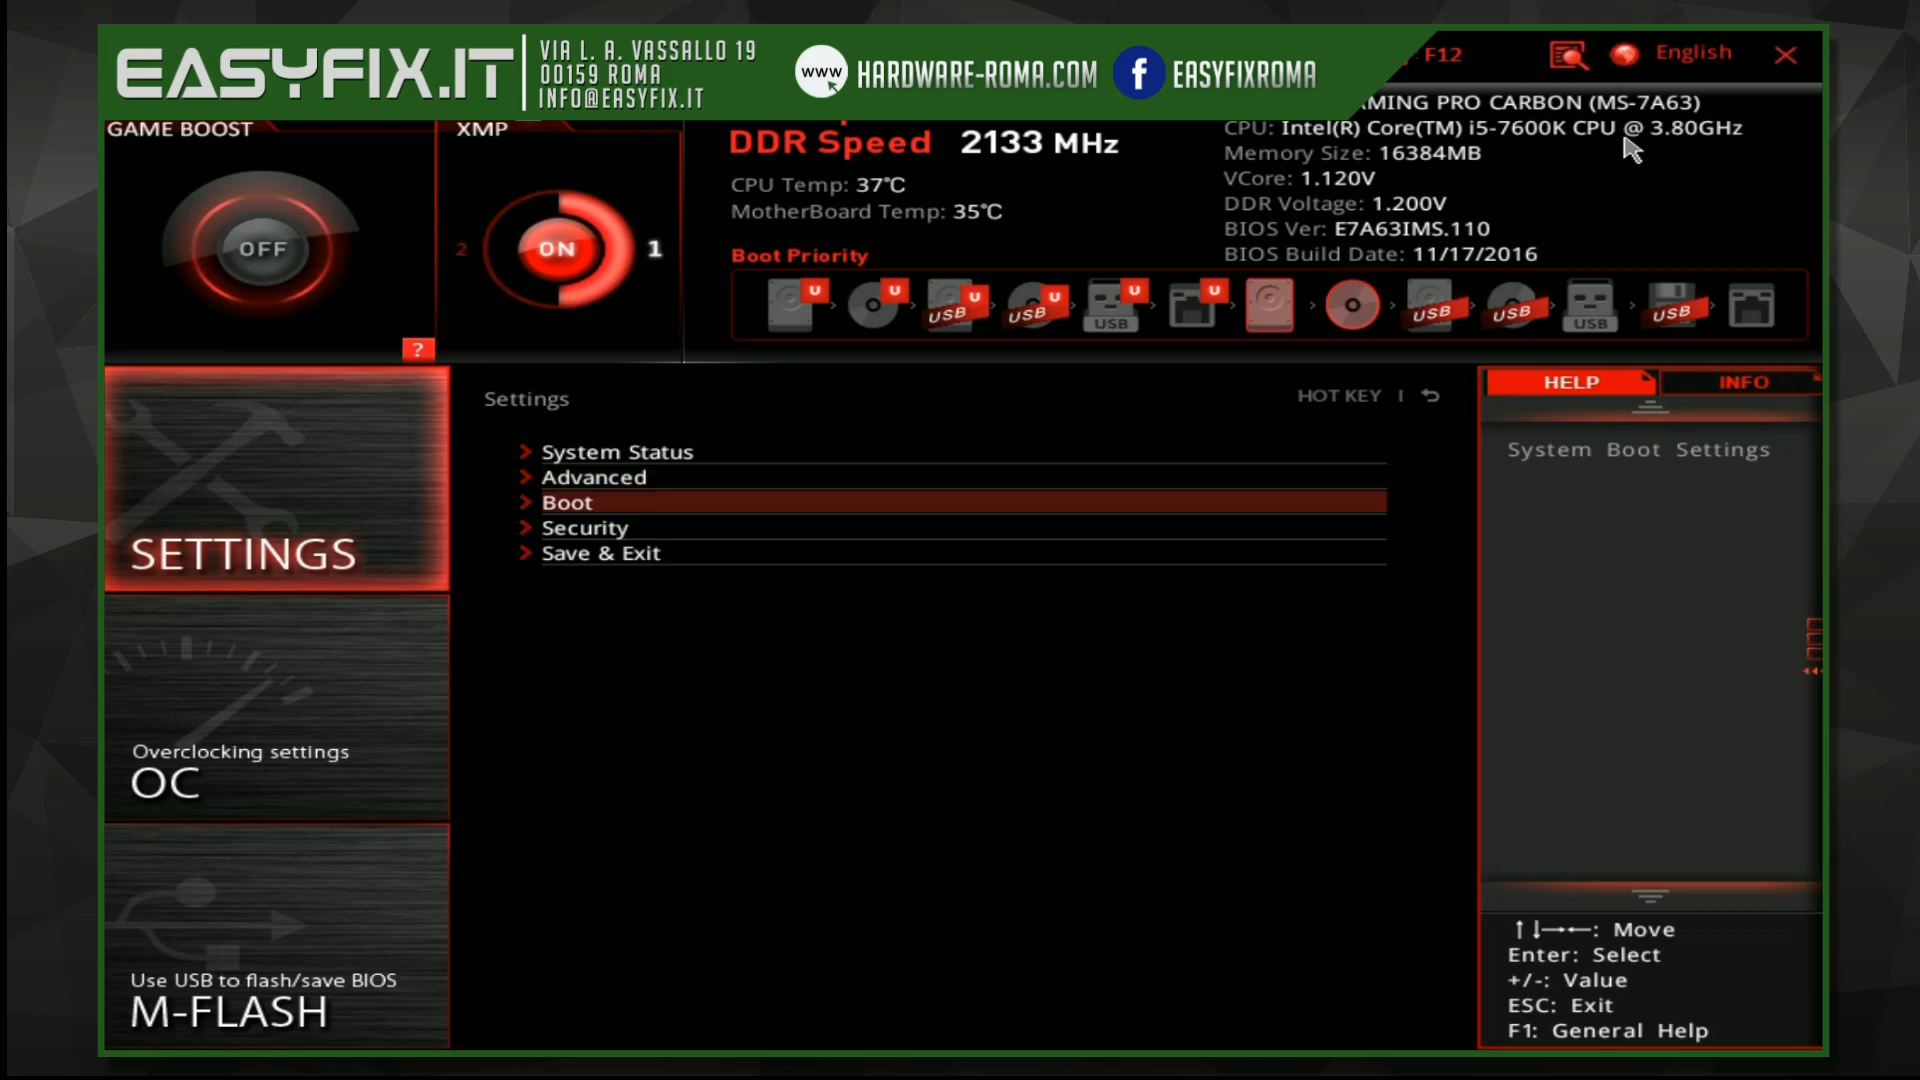 EASYFIX.IT
VIA L. A. VASSALLO 19
00159 ROMA
INFO@EASYFIX.IT
WWW
HARDWARE-ROMA.COM
f
EASYFIXROMA
F12
English
GAME BOOST
OFF
?
XMP
2
ON
1
DDR Speed 2133 MHz
CPU Temp: 37°C
MotherBoard Temp: 35°C
AMING PRO CARBON (MS-7A63)
CPU: Intel(R) Core(TM) i5-7600K CPU @ 3.80GHz
Memory Size: 16384MB
VCore: 1.120V
DDR Voltage: 1.200V
BIOS Ver: E7A63IMS.110
BIOS Build Date: 11/17/2016
Boot Priority
U U U USB U USB U USB U USB USB USB USB
SETTINGS
Overclocking settings
OC
Use USB to flash/save BIOS
M-FLASH
Settings
HOT KEY |
> System Status
> Advanced
> Boot
> Security
> Save & Exit
HELP
INFO
System Boot Settings
↑↓→←: Move
Enter: Select
+/-: Value
ESC: Exit
F1: General Help